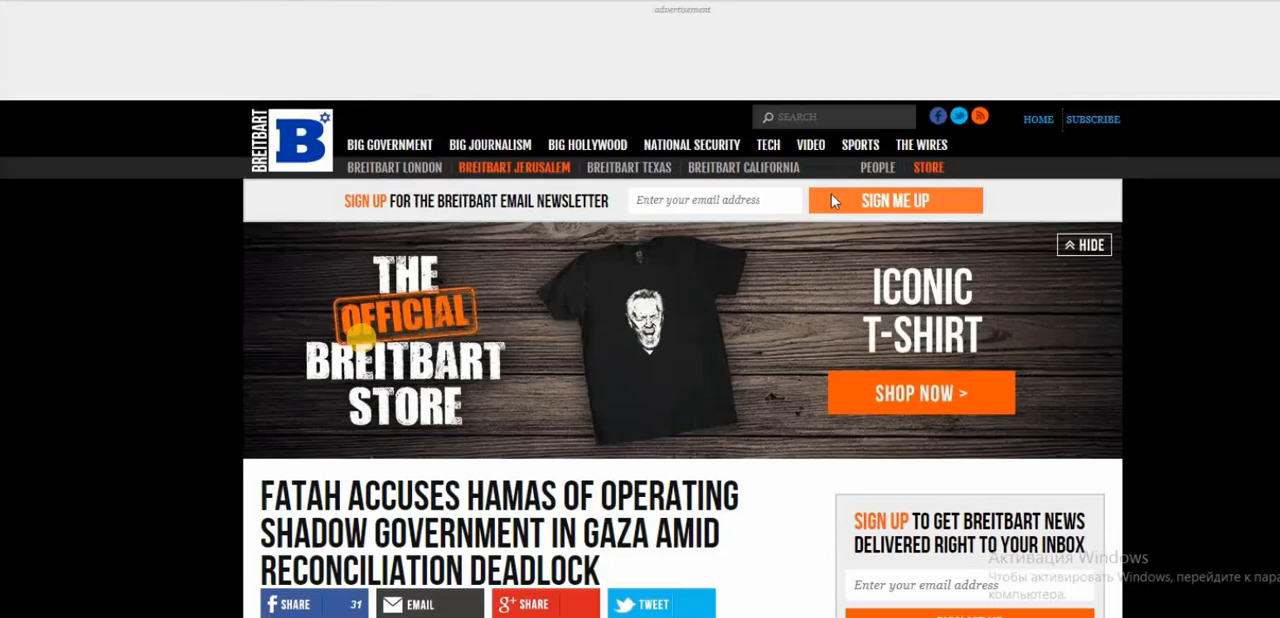 advertisement
BREITBART
B
SEARCH
HOME
SUBSCRIBE
BIG GOVERNMENT BIG JOURNALISM BIG HOLLYWOOD NATIONAL SECURITY TECH VIDEO SPORTS THE WIRES
BREITBART LONDON BREITBART JERUSALEM BREITBART TEXAS BREITBART CALIFORNIA PEOPLE STORE
SIGN UP FOR THE BREITBART EMAIL NEWSLETTER
Enter your email address
SIGN ME UP
HIDE
THE
OFFICIAL
BREITBART
STORE
ICONIC
T-SHIRT
SHOP NOW >
FATAH ACCUSES HAMAS OF OPERATING
SHADOW GOVERNMENT IN GAZA AMID
RECONCILIATION DEADLOCK
f SHARE 31
EMAIL
g+ SHARE
TWEET
SIGN UP TO GET BREITBART NEWS
DELIVERED RIGHT TO YOUR INBOX
Enter your email address
Активация Windows
Чтобы активировать Windows, перейдите к пара
компьютера.